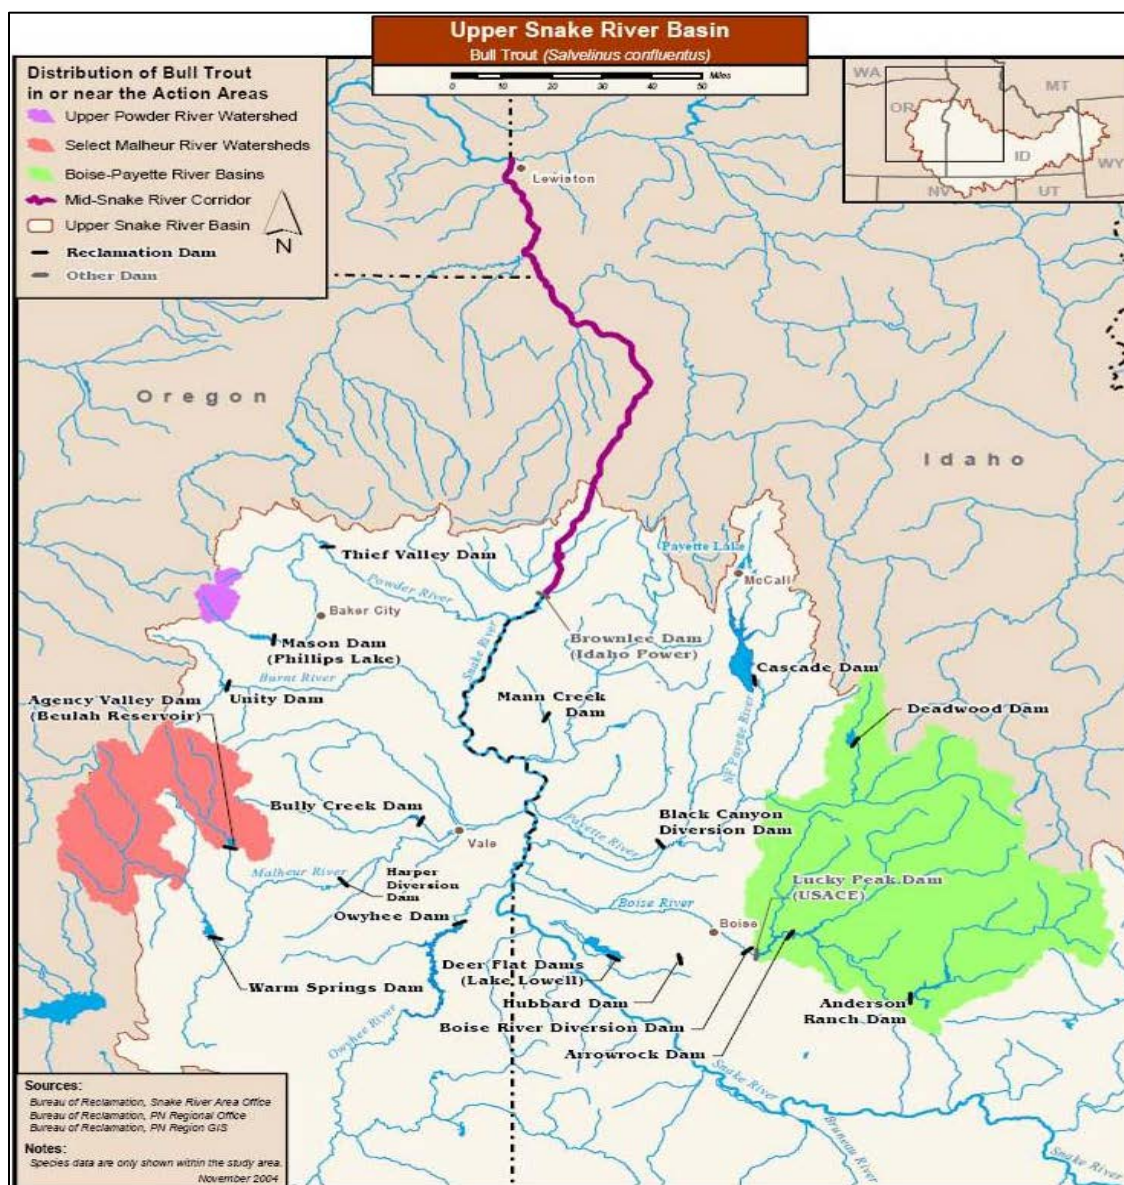 Upper Snake River Basin
Bull Trout (Salvelinus confluentus)
Miles
0 10 20 30 40 50
Distribution of Bull Trout
in or near the Action Areas
Upper Powder River Watershed
Select Malheur River Watersheds
Boise-Payette River Basins
Mid-Snake River Corridor
Upper Snake River Basin
Reclamation Dam
Other Dam
N
WA
MT
OR
ID
WY
NV
UT
Lewiston
Oregon
Idaho
Thief Valley Dam
Payette Lake
McCall
Powder River
Baker City
Snake River
Brownlee Dam
(Idaho Power)
Mason Dam
(Phillips Lake)
Cascade Dam
Burnt River
Unity Dam
Agency Valley Dam
(Beulah Reservoir)
Mann Creek
Dam
NF Payette River
Deadwood Dam
Bully Creek Dam
Vale
Payette River
Black Canyon
Diversion Dam
Malheur River
Harper
Diversion
Dam
Lucky Peak Dam
(USACE)
Owyhee Dam
Boise River
Boise
Deer Flat Dams
(Lake Lowell)
Warm Springs Dam
Hubbard Dam
Anderson
Ranch Dam
Owyhee River
Boise River Diversion Dam
Arrowrock Dam
Snake River
Bruneau River
Snake River
Sources:
Bureau of Reclamation, Snake River Area Office
Bureau of Reclamation, PN Regional Office
Bureau of Reclamation, PN Region GIS
Notes:
Species data are only shown within the study area.
November 2004